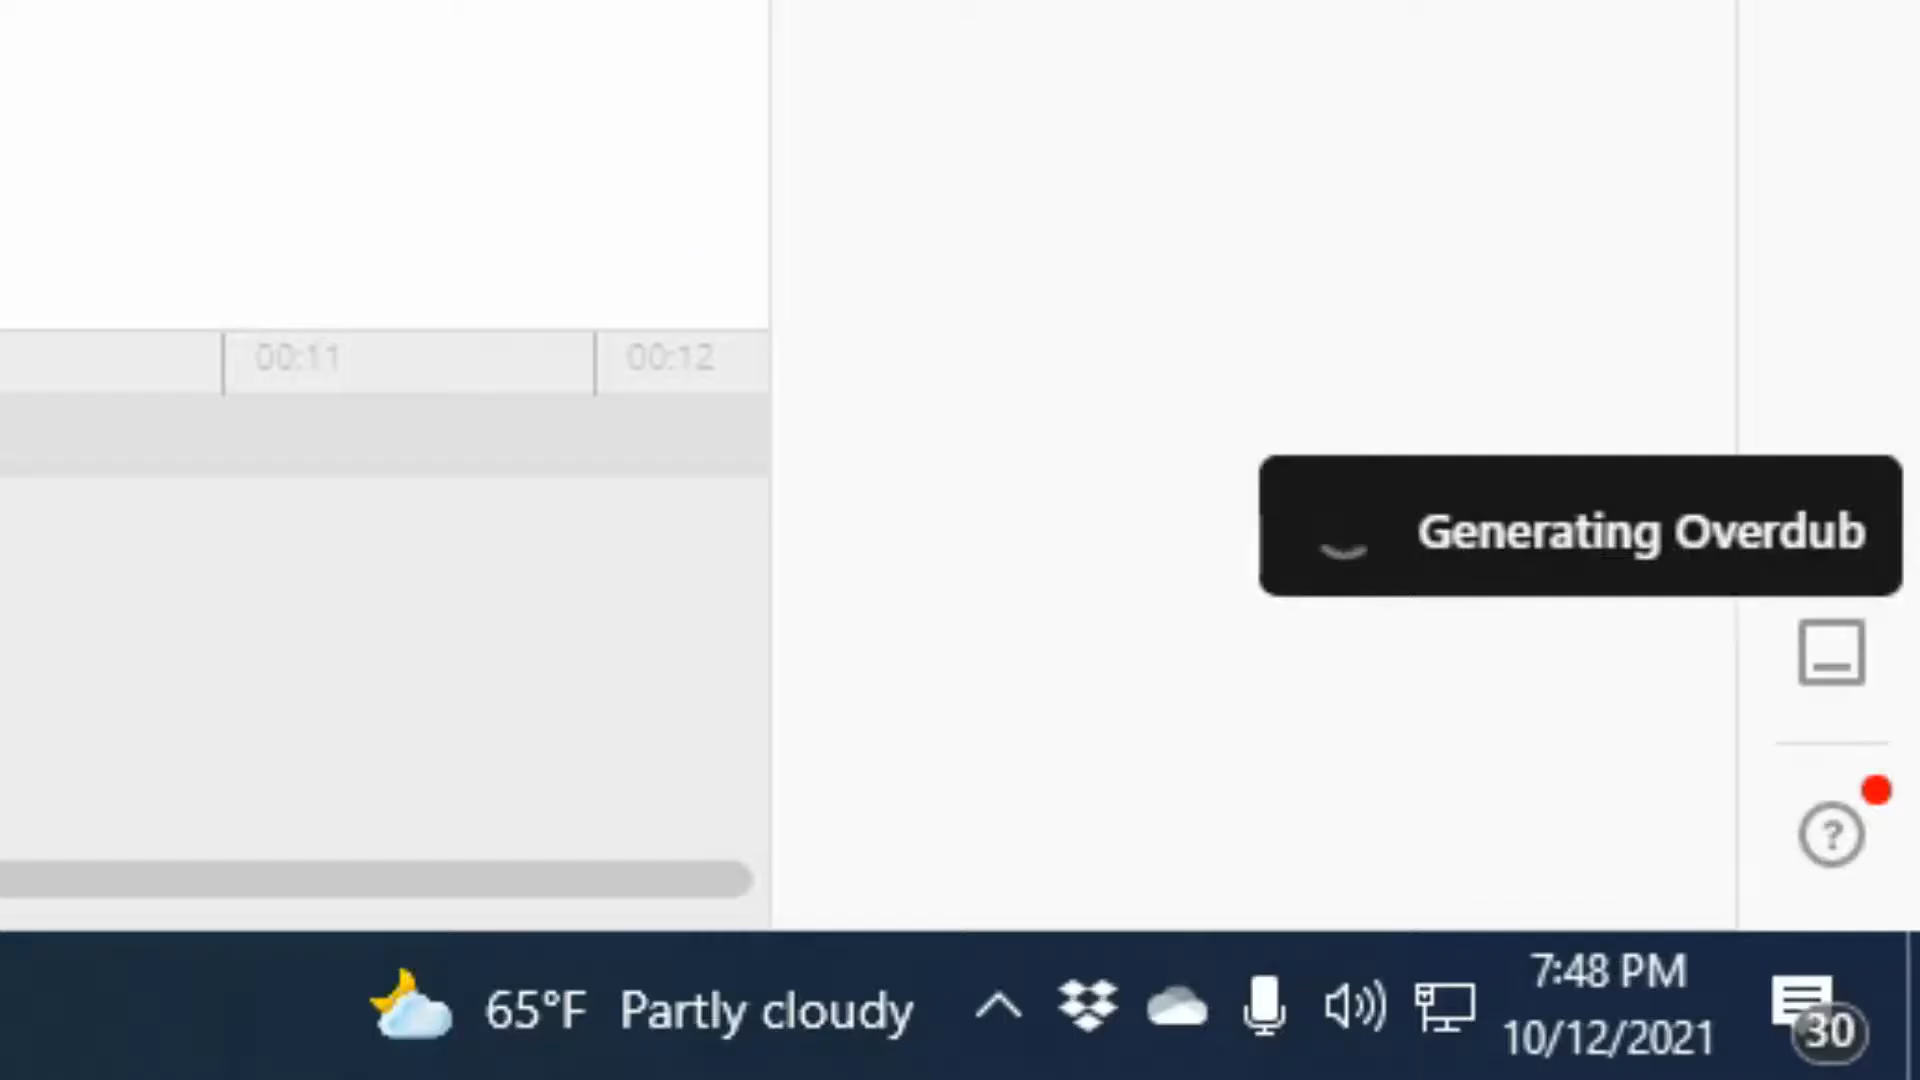 00:11 00:12
Generating Overdub
?
65°F Partly cloudy
7:48 PM
10/12/2021
30